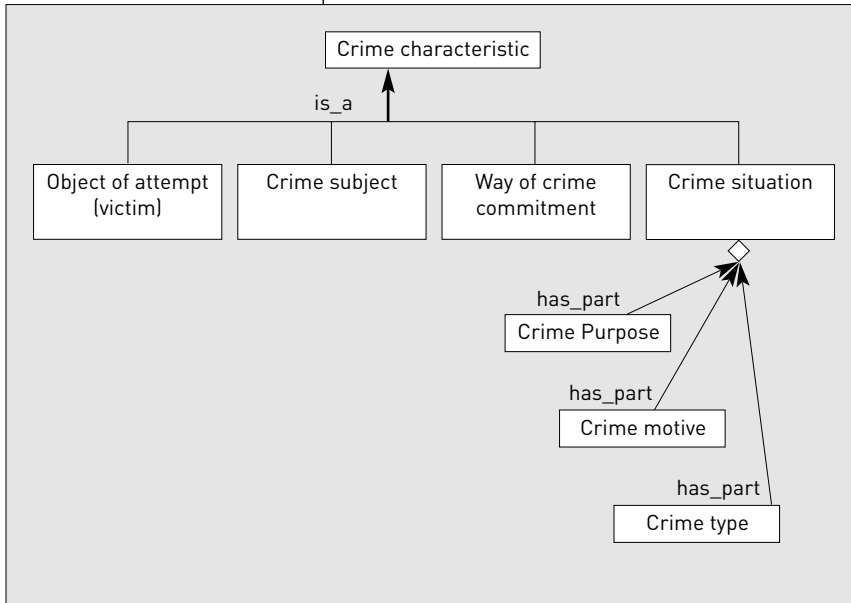 Crime characteristic
is_a
Object of attempt
(victim)
Crime subject
Way of crime
commitment
Crime situation
has_part
Crime Purpose
has_part
Crime motive
has_part
Crime type